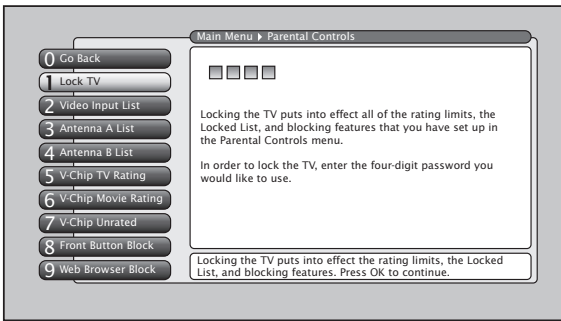 Main Menu ▶ Parental Controls
0 Go Back
1 Lock TV
2 Video Input List
3 Antenna A List
4 Antenna B List
5 V-Chip TV Rating
6 V-Chip Movie Rating
7 V-Chip Unrated
8 Front Button Block
9 Web Browser Block
Locking the TV puts into effect all of the rating limits, the
Locked List, and blocking features that you have set up in
the Parental Controls menu.
In order to lock the TV, enter the four-digit password you
would like to use.
Locking the TV puts into effect the rating limits, the Locked
List, and blocking features. Press OK to continue.